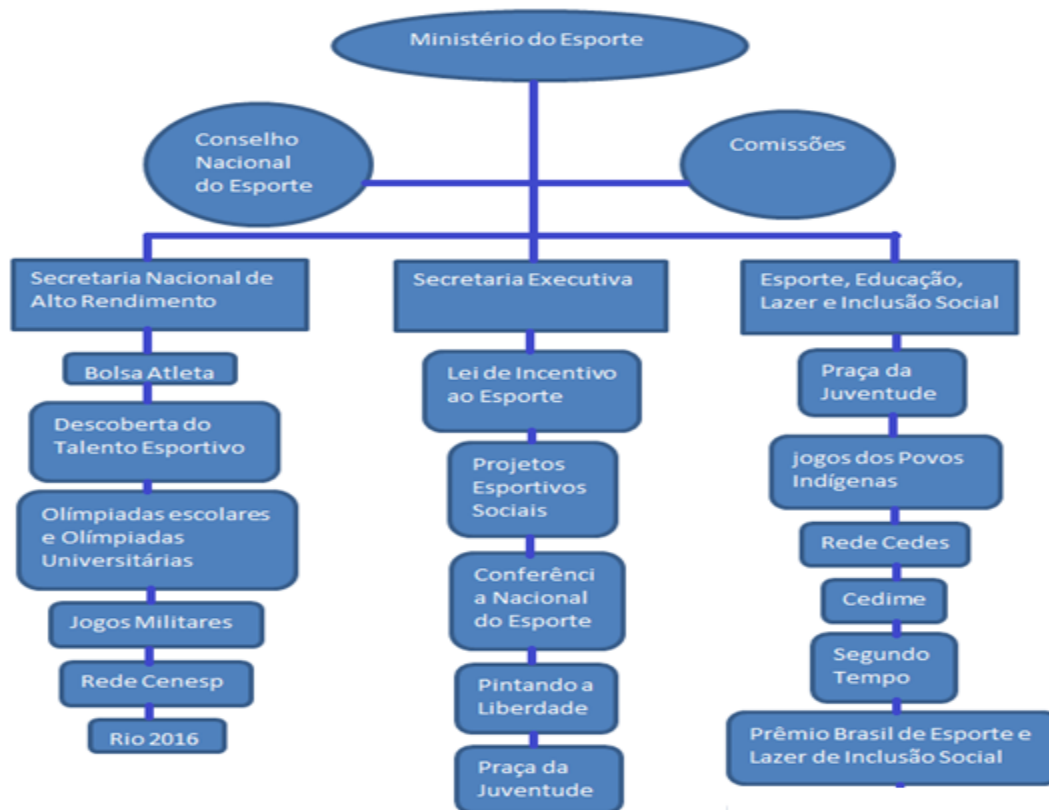 Ministério do Esporte
Conselho
Nacional
do Esporte
Comissões
Secretaria Nacional de
Alto Rendimento
Secretaria Executiva
Esporte, Educação,
Lazer e Inclusão Social
Bolsa Atleta
Descoberta do
Talento Esportivo
Olímpiadas escolares
e Olímpiadas
Universitárias
Jogos Militares
Rede Cenesp
Rio 2016
Lei de Incentivo
ao Esporte
Projetos
Esportivos
Sociais
Conferênci
a Nacional
do Esporte
Pintando a
Liberdade
Praça da
Juventude
Praça da
Juventude
jogos dos Povos
Indígenas
Rede Cedes
Cedime
Segundo
Tempo
Prêmio Brasil de Esporte e
Lazer de Inclusão Social